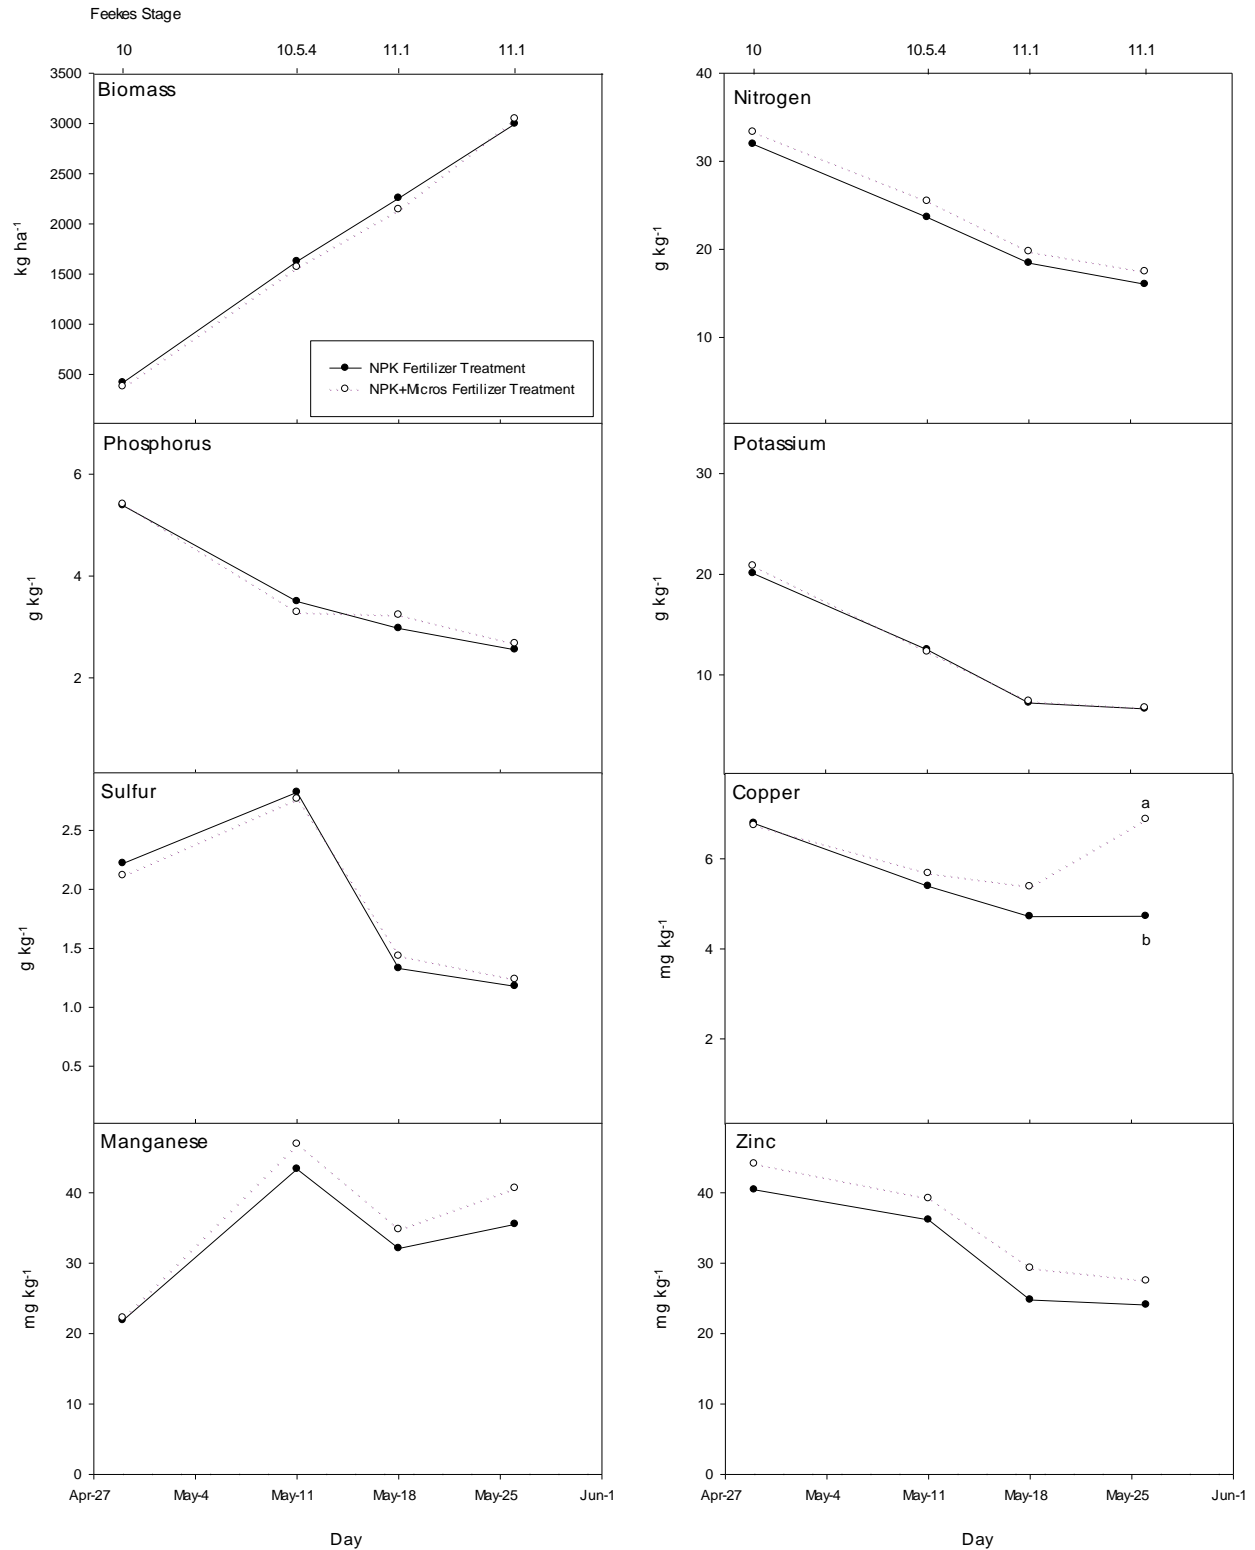 Feekes Stage
10 10.5.4 11.1 11.1
10 10.5.4 11.1 11.1
Biomass
3500
3000
2500
2000
1500
1000
500
kg ha-1
NPK Fertilizer Treatment
NPK+Micros Fertilizer Treatment
Nitrogen
40
30
20
10
g kg-1
Phosphorus
6
4
2
g kg-1
Potassium
30
20
10
g kg-1
Sulfur
2.5
2.0
1.5
1.0
0.5
g kg-1
Copper
6
4
2
mg kg-1
a
b
Manganese
40
30
20
10
0
mg kg-1
Apr-27 May-4 May-11 May-18 May-25 Jun-1
Day
Zinc
40
30
20
10
0
mg kg-1
Apr-27 May-4 May-11 May-18 May-25 Jun-1
Day